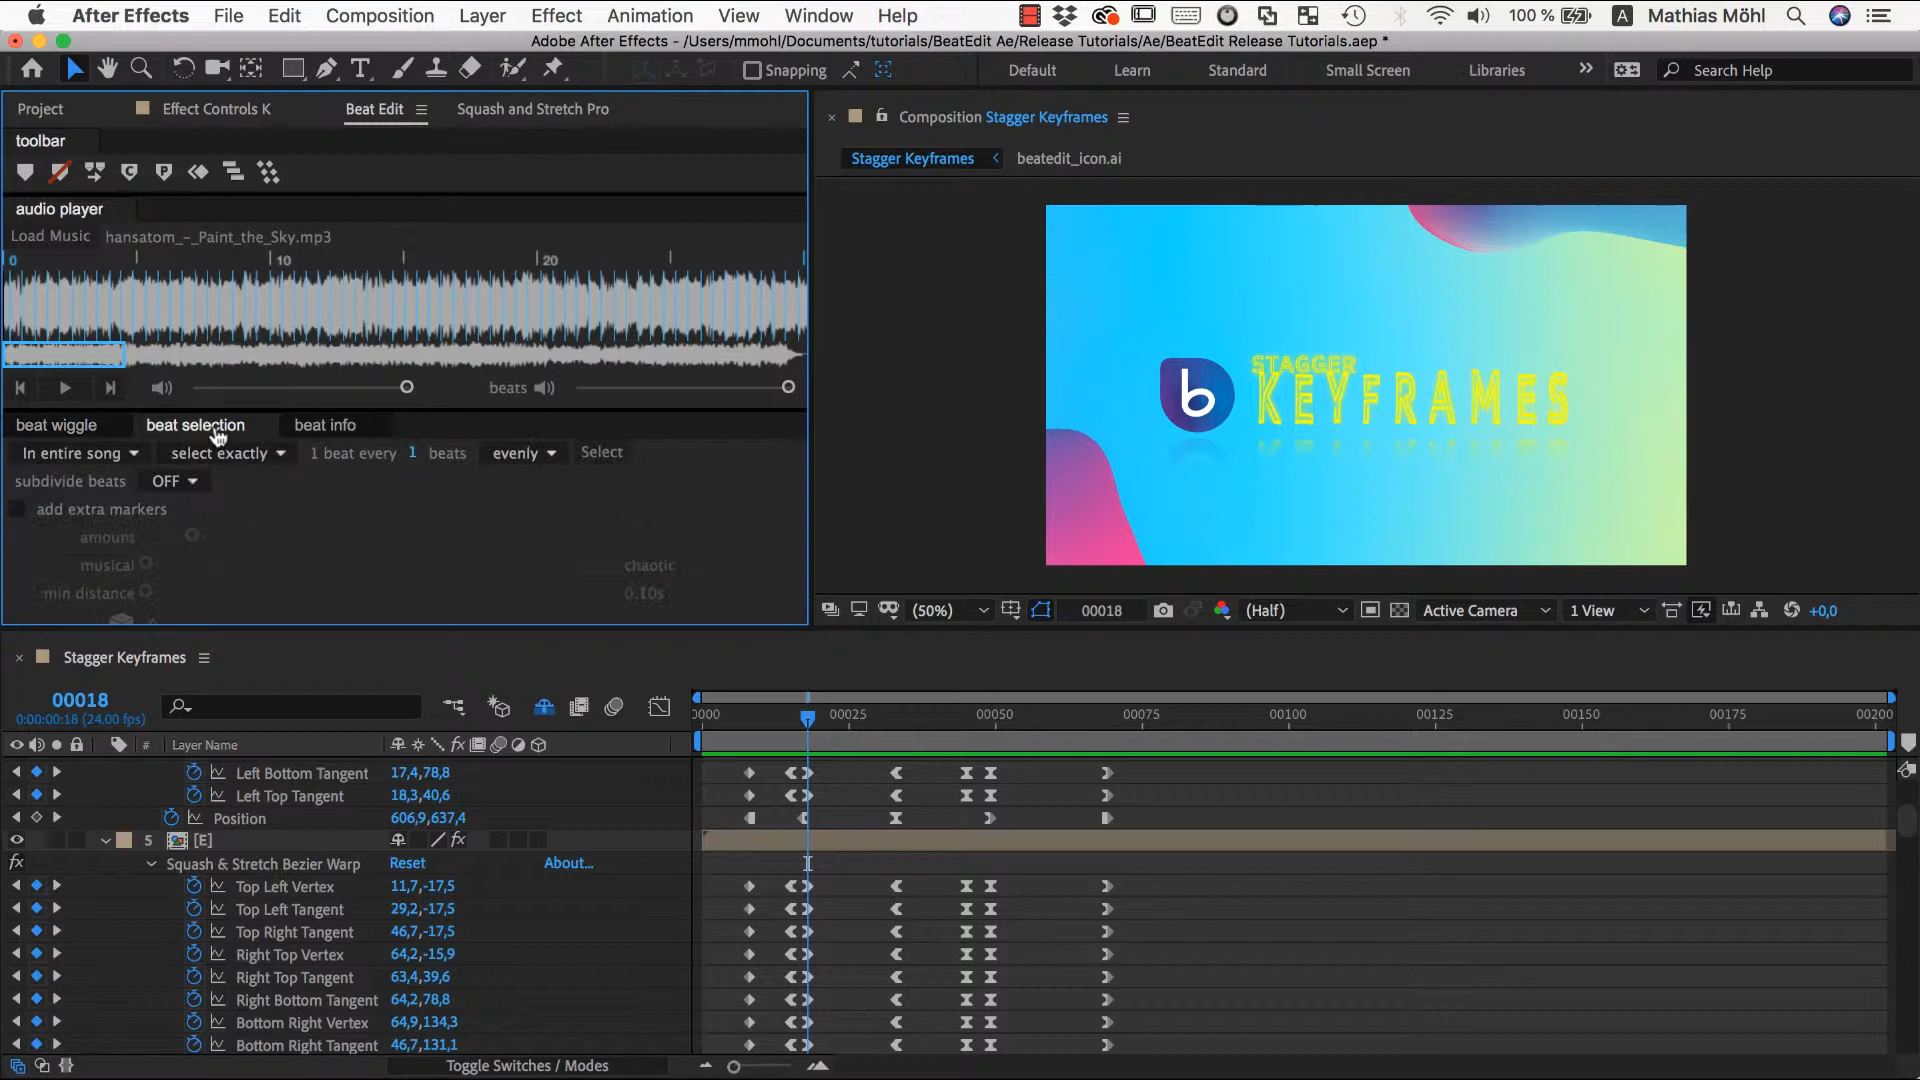 After Effects File Edit Composition Layer Effect Animation View Window Help 100 % A Mathias Möhl
Adobe After Effects - /Users/mmohl/Documents/tutorials/BeatEdit Ae/Release Tutorials/Ae/BeatEdit Release Tutorials.aep *
Snapping Default Learn Standard Small Screen Libraries Search Help
Project Effect Controls K Beat Edit Squash and Stretch Pro
toolbar
audio player
Load Music hansatom_-_Paint_the_Sky.mp3
0 10 20
beats
beat wiggle beat selection beat info
In entire song select exactly 1 beat every 1 beats evenly Select
subdivide beats OFF
add extra markers
amount
musical chaotic
min distance 0.10s
Composition Stagger Keyframes
Stagger Keyframes beatedit_icon.ai
b STAGGER
KEYFRAMES
(50%) 00018 (Half) Active Camera 1 View +0,0
Stagger Keyframes
00018
0:00:00:18 (24.00 fps)
0000 00025 00050 00075 00100 00125 00150 00175 00200
# Layer Name
Left Bottom Tangent 17,4,78,8
Left Top Tangent 18,3,40,6
Position 606,9,637,4
5 [E]
fx Squash & Stretch Bezier Warp Reset About...
Top Left Vertex 11,7,-17,5
Top Left Tangent 29,2,-17,5
Top Right Tangent 46,7,-17,5
Right Top Vertex 64,2,-15,9
Right Top Tangent 63,4,39,6
Right Bottom Tangent 64,2,78,8
Bottom Right Vertex 64,9,134,3
Bottom Right Tangent 46,7,131,1
Toggle Switches / Modes